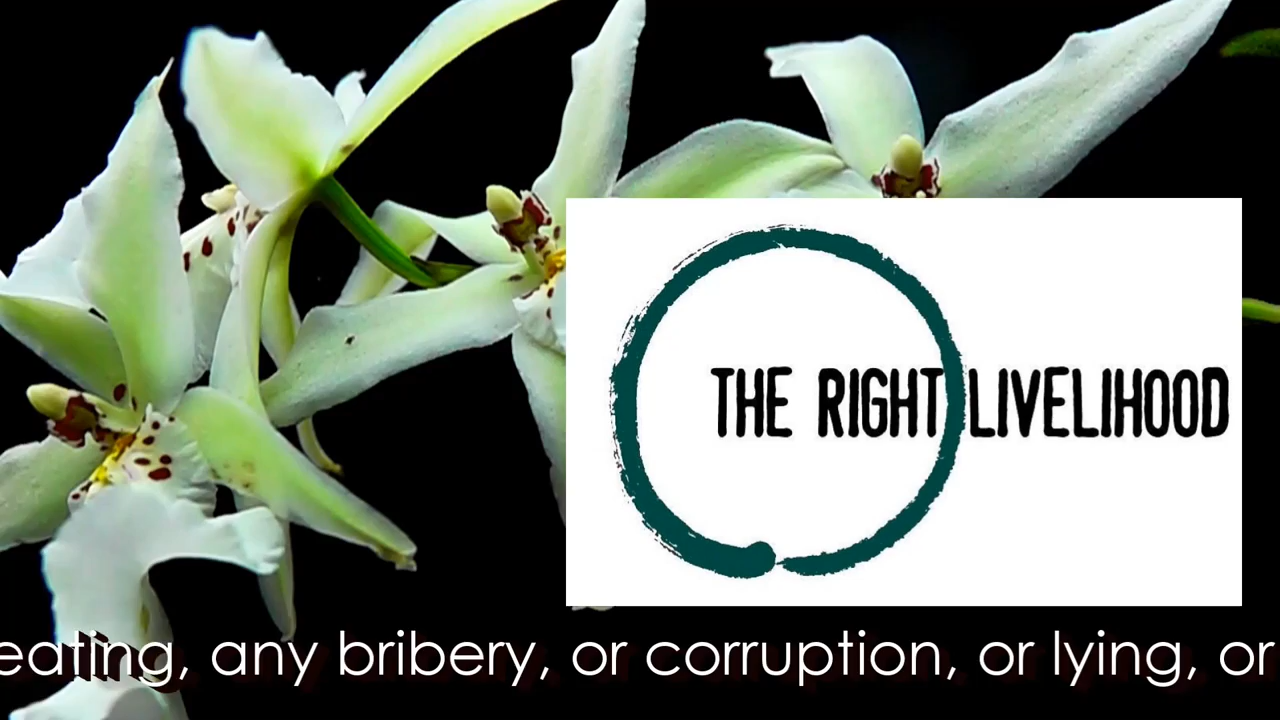 THE RIGHT LIVELIHOOD
eating, any bribery, or corruption, or lying, or